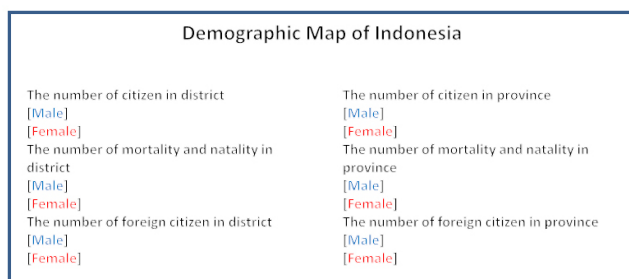 Demographic Map of Indonesia
The number of citizen in district
[Male]
[Female]
The number of mortality and natality in
district
[Male]
[Female]
The number of foreign citizen in district
[Male]
[Female]
The number of citizen in province
[Male]
[Female]
The number of mortality and natality in
province
[Male]
[Female]
The number of foreign citizen in province
[Male]
[Female]